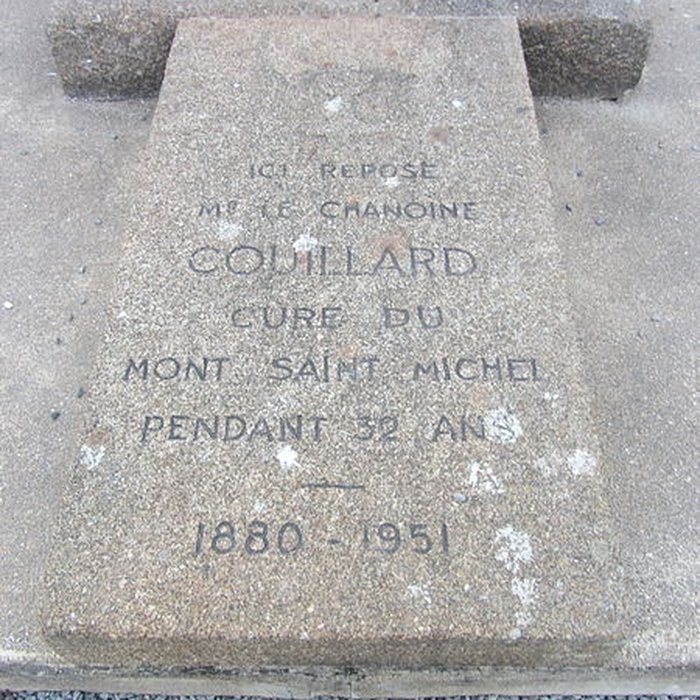 ICI REPOSE
Mr LE CHANOINE
COUILLARD
CURE DU
MONT SAINT MICHEL
PENDANT 32 ANS
1880 - 1951